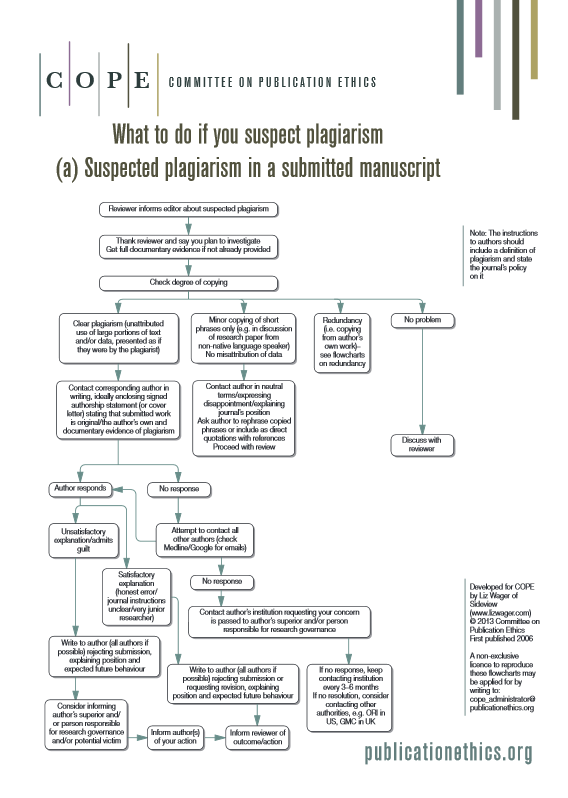 COPE COMMITTEE ON PUBLICATION ETHICS
What to do if you suspect plagiarism
(a) Suspected plagiarism in a submitted manuscript
Reviewer informs editor about suspected plagiarism
Thank reviewer and say you plan to investigate
Get full documentary evidence if not already provided
Check degree of copying
Note: The instructions
to authors should
include a definition of
plagiarism and state
the journal's policy
on it
Clear plagiarism (unattributed
use of large portions of text
and/or data, presented as if
they were by the plagiarist)
Minor copying of short
phrases only (e.g. in discussion
of research paper from
non-native language speaker)
No misattribution of data
Redundancy
(i.e. copying
from author's
own work)–
see flowcharts
on redundancy
No problem
Contact corresponding author in
writing, ideally enclosing signed
authorship statement (or cover
letter) stating that submitted work
is original/the author's own and
documentary evidence of plagiarism
Contact author in neutral
terms/expressing
disappointment/explaining
journal's position
Ask author to rephrase copied
phrases or include as direct
quotations with references
Proceed with review
Discuss with
reviewer
Author responds
No response
Unsatisfactory
explanation/admits
guilt
Attempt to contact all
other authors (check
Medline/Google for emails)
Satisfactory
explanation
(honest error/
journal instructions
unclear/very junior
researcher)
No response
Contact author's institution requesting your concern
is passed to author's superior and/or person
responsible for research governance
Write to author (all authors if
possible) rejecting submission,
explaining position and
expected future behaviour
Write to author (all authors if
possible) rejecting submission
or requesting revision, explaining
position and expected future behaviour
If no response, keep
contacting institution
every 3–6 months
If no resolution, consider
contacting other
authorities, e.g. ORI in
US, GMC in UK
Consider informing
author's superior and/
or person responsible
for research governance
and/or potential victim
Inform author(s)
of your action
Inform reviewer of
outcome/action
Developed for COPE
by Liz Wager of
Sideview
(www.lizwager.com)
© 2013 Committee on
Publication Ethics
First published 2006
A non-exclusive
licence to reproduce
these flowcharts may
be applied for by
writing to:
cope_administrator@
publicationethics.org
publicationethics.org